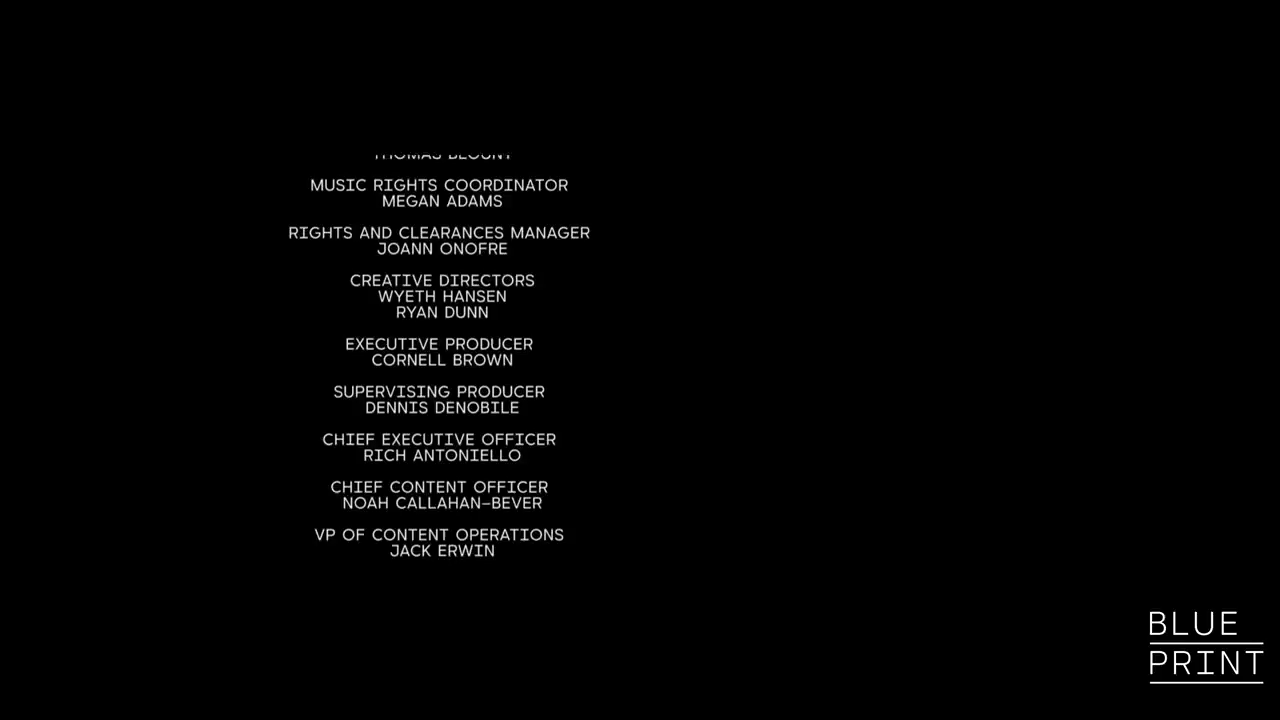 THOMAS BLOUNT
MUSIC RIGHTS COORDINATOR
MEGAN ADAMS
RIGHTS AND CLEARANCES MANAGER
JOANN ONOFRE
CREATIVE DIRECTORS
WYETH HANSEN
RYAN DUNN
EXECUTIVE PRODUCER
CORNELL BROWN
SUPERVISING PRODUCER
DENNIS DENOBILE
CHIEF EXECUTIVE OFFICER
RICH ANTONIELLO
CHIEF CONTENT OFFICER
NOAH CALLAHAN-BEVER
VP OF CONTENT OPERATIONS
JACK ERWIN
BLUE
PRINT